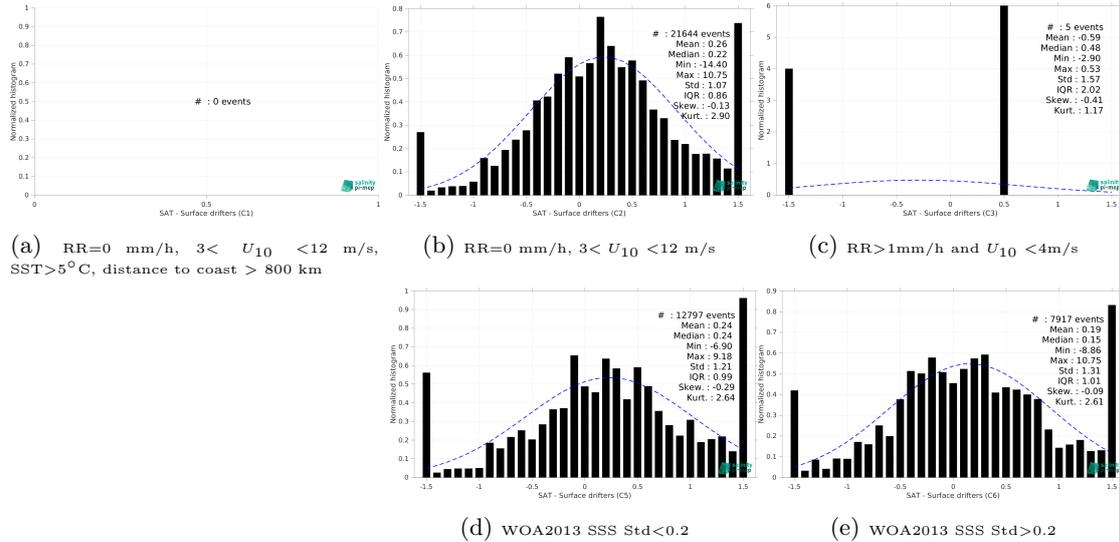 # : 0 events
Normalized histogram
0
0.1
0.2
0.3
0.4
0.5
0.6
0.7
0.8
0.9
1
0 0.5 1
SAT - Surface drifters (C1)
salinity
pi-mep
(a) RR=0 mm/h, 3< U10 <12 m/s,
SST>5°C, distance to coast > 800 km
# : 21644 events
Mean : 0.26
Median : 0.22
Min : -14.40
Max : 10.75
Std : 1.07
IQR : 0.86
Skew. : -0.13
Kurt. : 2.90
Normalized histogram
0
0.1
0.2
0.3
0.4
0.5
0.6
0.7
0.8
-1.5 -1 -0.5 0 0.5 1 1.5
SAT - Surface drifters (C2)
salinity
pi-mep
(b) RR=0 mm/h, 3< U10 <12 m/s
# : 5 events
Mean : -0.59
Median : 0.48
Min : -2.90
Max : 0.53
Std : 1.57
IQR : 2.02
Skew. : -0.41
Kurt. : 1.17
Normalized histogram
0
1
2
3
4
5
6
-1.5 -1 -0.5 0 0.5 1 1.5
SAT - Surface drifters (C3)
salinity
pi-mep
(c) RR>1mm/h and U10 <4m/s
# : 12797 events
Mean : 0.24
Median : 0.24
Min : -6.90
Max : 9.18
Std : 1.21
IQR : 0.99
Skew. : -0.29
Kurt. : 2.64
Normalized histogram
0
0.1
0.2
0.3
0.4
0.5
0.6
0.7
0.8
0.9
1
-1.5 -1 -0.5 0 0.5 1 1.5
SAT - Surface drifters (C5)
salinity
pi-mep
(d) WOA2013 SSS Std<0.2
# : 7917 events
Mean : 0.19
Median : 0.15
Min : -8.86
Max : 10.75
Std : 1.31
IQR : 1.01
Skew. : -0.09
Kurt. : 2.61
Normalized histogram
0
0.1
0.2
0.3
0.4
0.5
0.6
0.7
0.8
0.9
-1.5 -1 -0.5 0 0.5 1 1.5
SAT - Surface drifters (C6)
salinity
pi-mep
(e) WOA2013 SSS Std>0.2